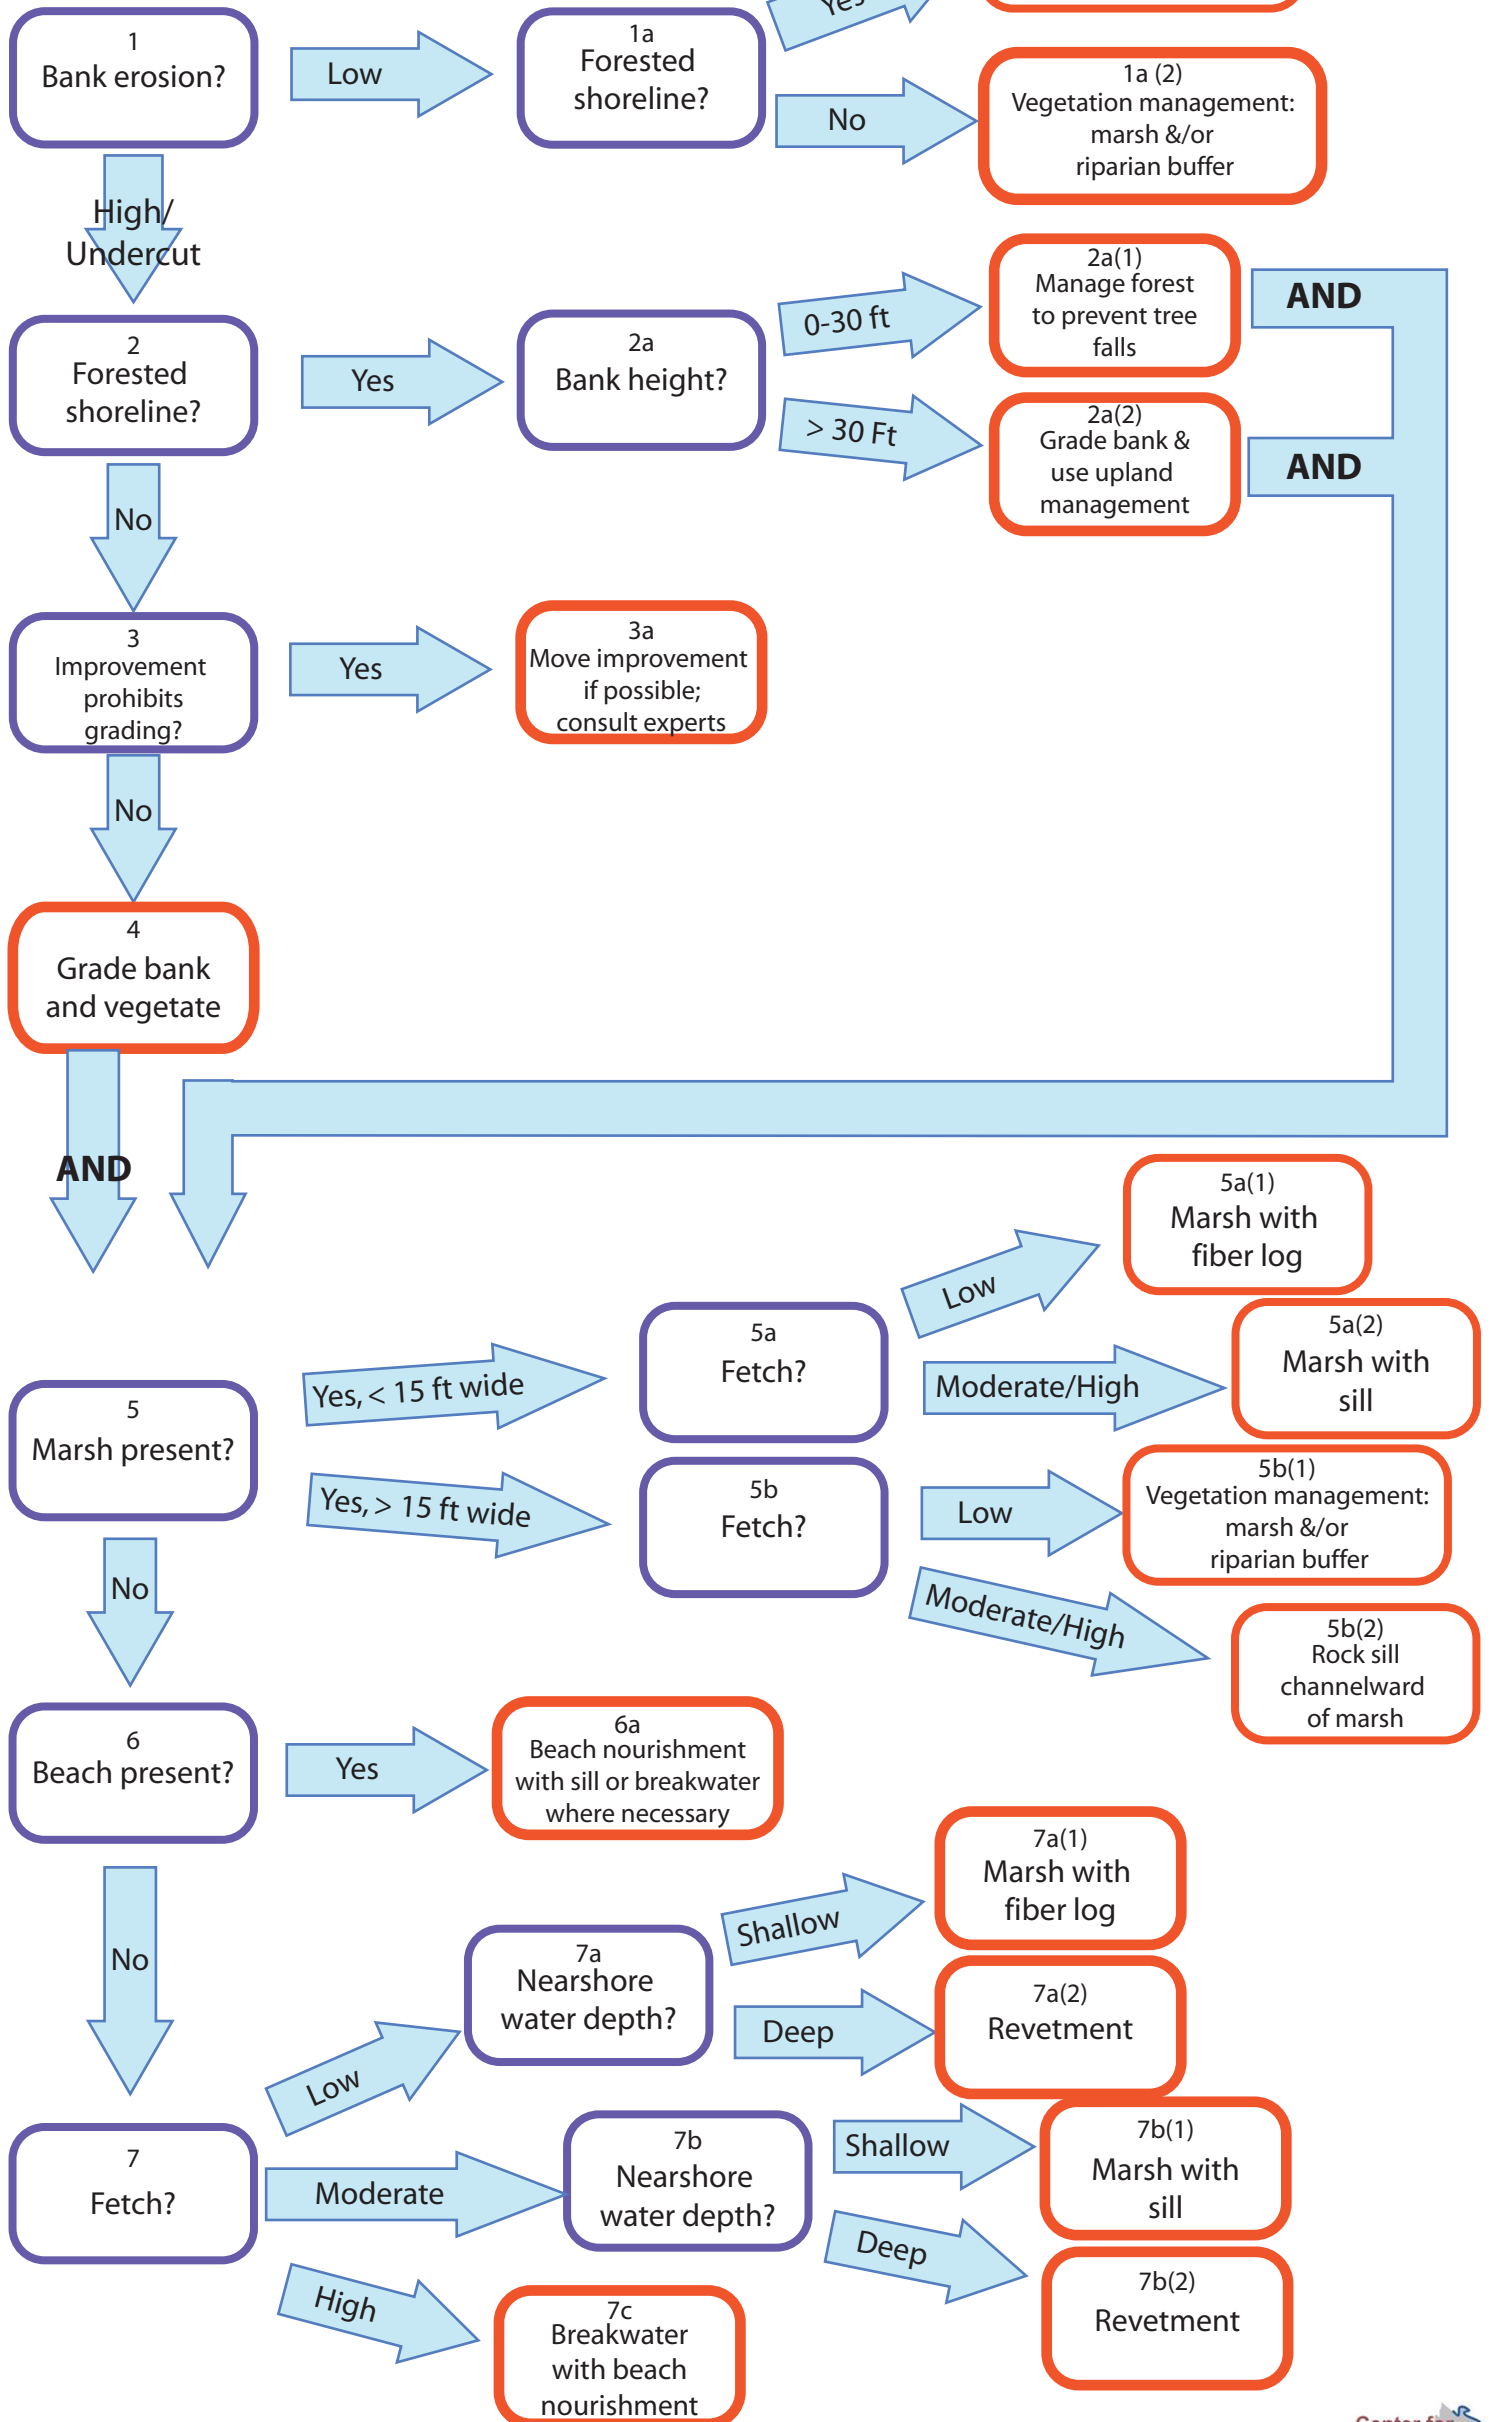 Yes
1
Bank erosion?
Low
1a
Forested
shoreline?
No
1a (2)
Vegetation management:
marsh &/or
riparian buffer
High/
Undercut
2
Forested
shoreline?
Yes
2a
Bank height?
0-30 ft
2a(1)
Manage forest
to prevent tree
falls
AND
> 30 Ft
2a(2)
Grade bank &
use upland
management
AND
No
3
Improvement
prohibits
grading?
Yes
3a
Move improvement
if possible;
consult experts
No
4
Grade bank
and vegetate
AND
5
Marsh present?
Yes, < 15 ft wide
5a
Fetch?
Low
5a(1)
Marsh with
fiber log
Moderate/High
5a(2)
Marsh with
sill
Yes, > 15 ft wide
5b
Fetch?
Low
5b(1)
Vegetation management:
marsh &/or
riparian buffer
Moderate/High
5b(2)
Rock sill
channelward
of marsh
No
6
Beach present?
Yes
6a
Beach nourishment
with sill or breakwater
where necessary
No
7
Fetch?
Low
7a
Nearshore
water depth?
Shallow
7a(1)
Marsh with
fiber log
Deep
7a(2)
Revetment
Moderate
7b
Nearshore
water depth?
Shallow
7b(1)
Marsh with
sill
Deep
7b(2)
Revetment
High
7c
Breakwater
with beach
nourishment
Center for